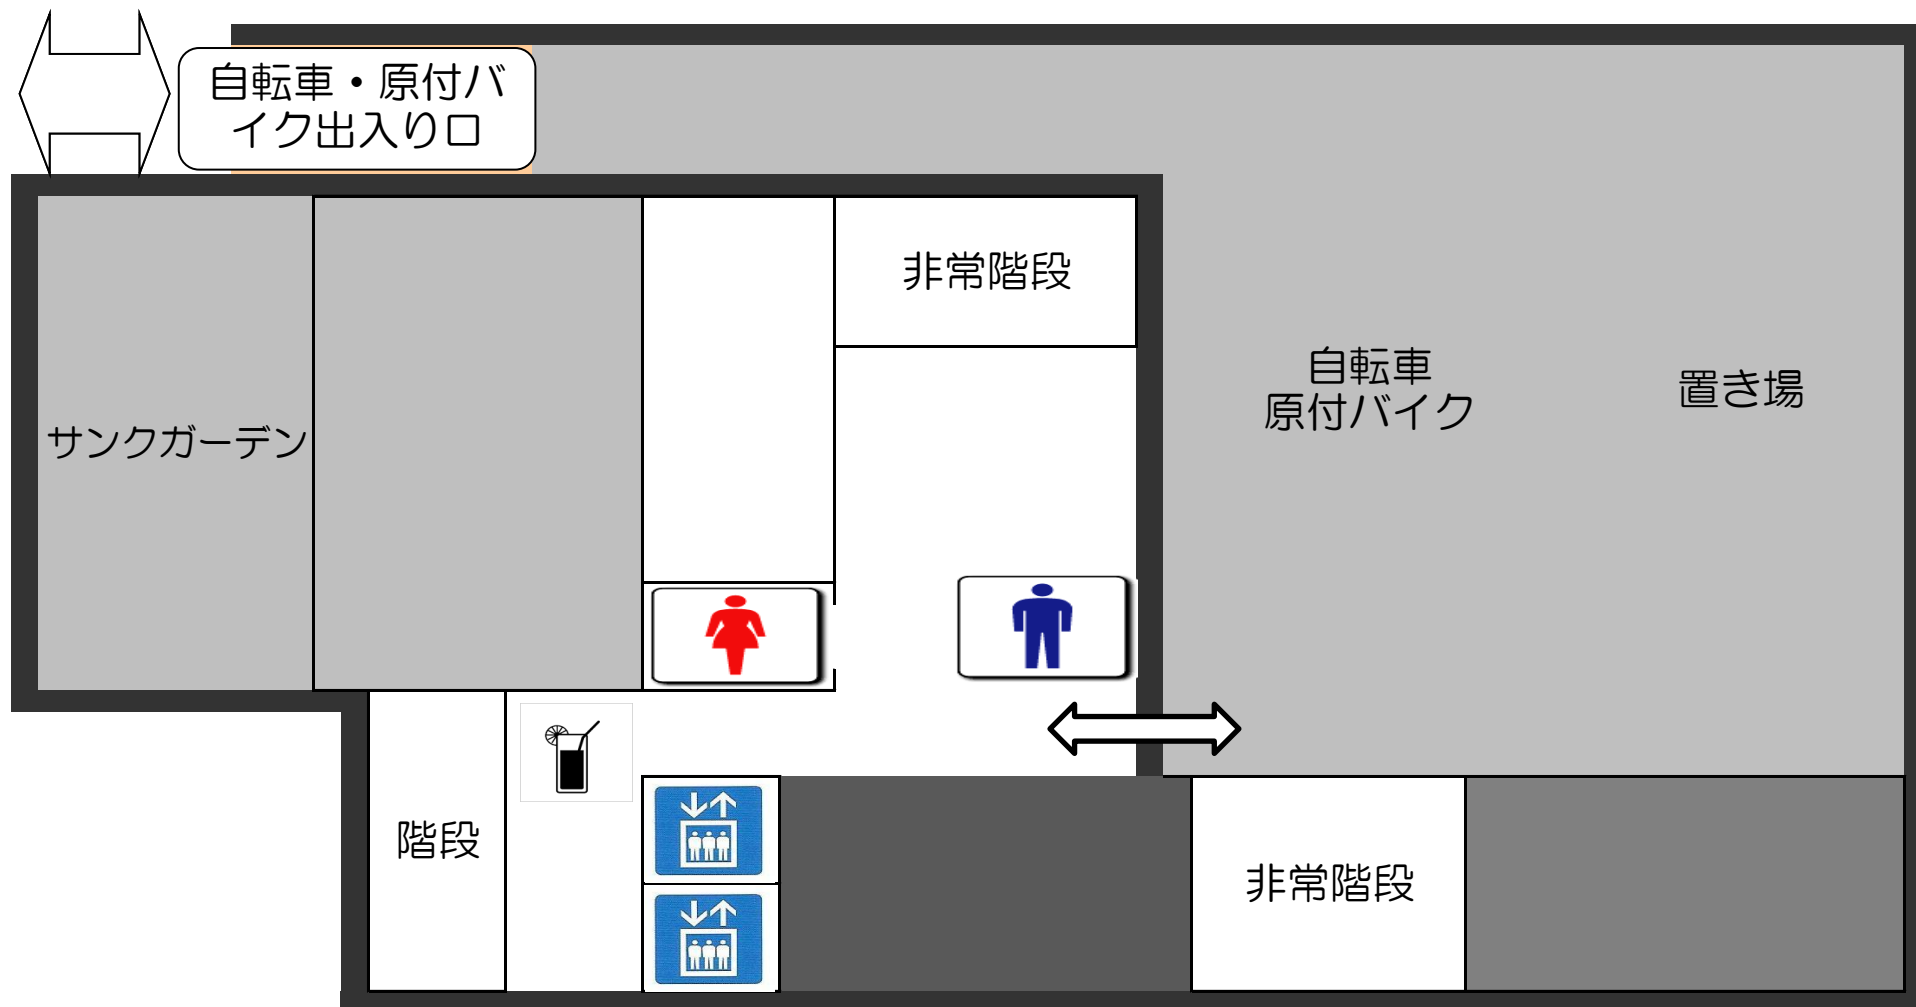 自転車・原付バ
イク出入り口
非常階段
自転車
原付バイク
置き場
サンクガーデン
階段
非常階段